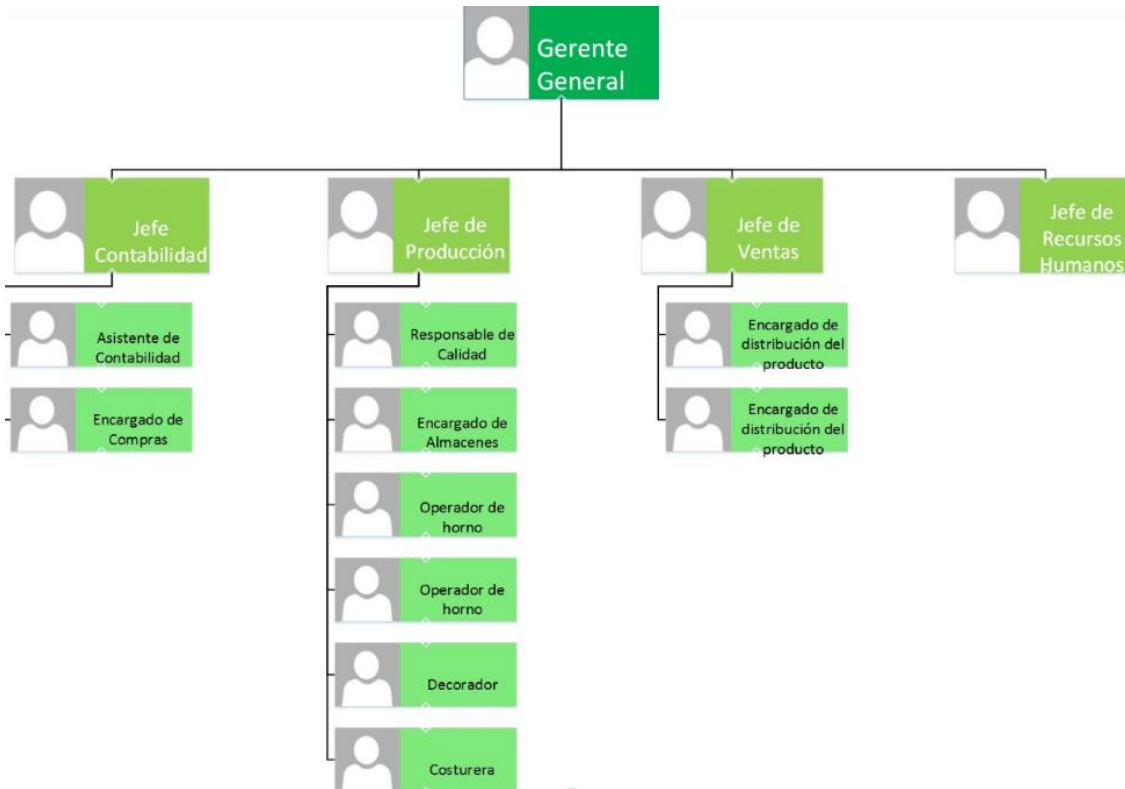 Gerente
General
Jefe
Contabilidad
Jefe de
Producción
Jefe de
Ventas
Jefe de
Recursos
Humanos
Asistente de
Contabilidad
Encargado de
Compras
Responsable de
Calidad
Encargado de
Almacenes
Operador de
horno
Operador de
horno
Decorador
Costurera
Encargado de
distribución del
producto
Encargado de
distribución del
producto